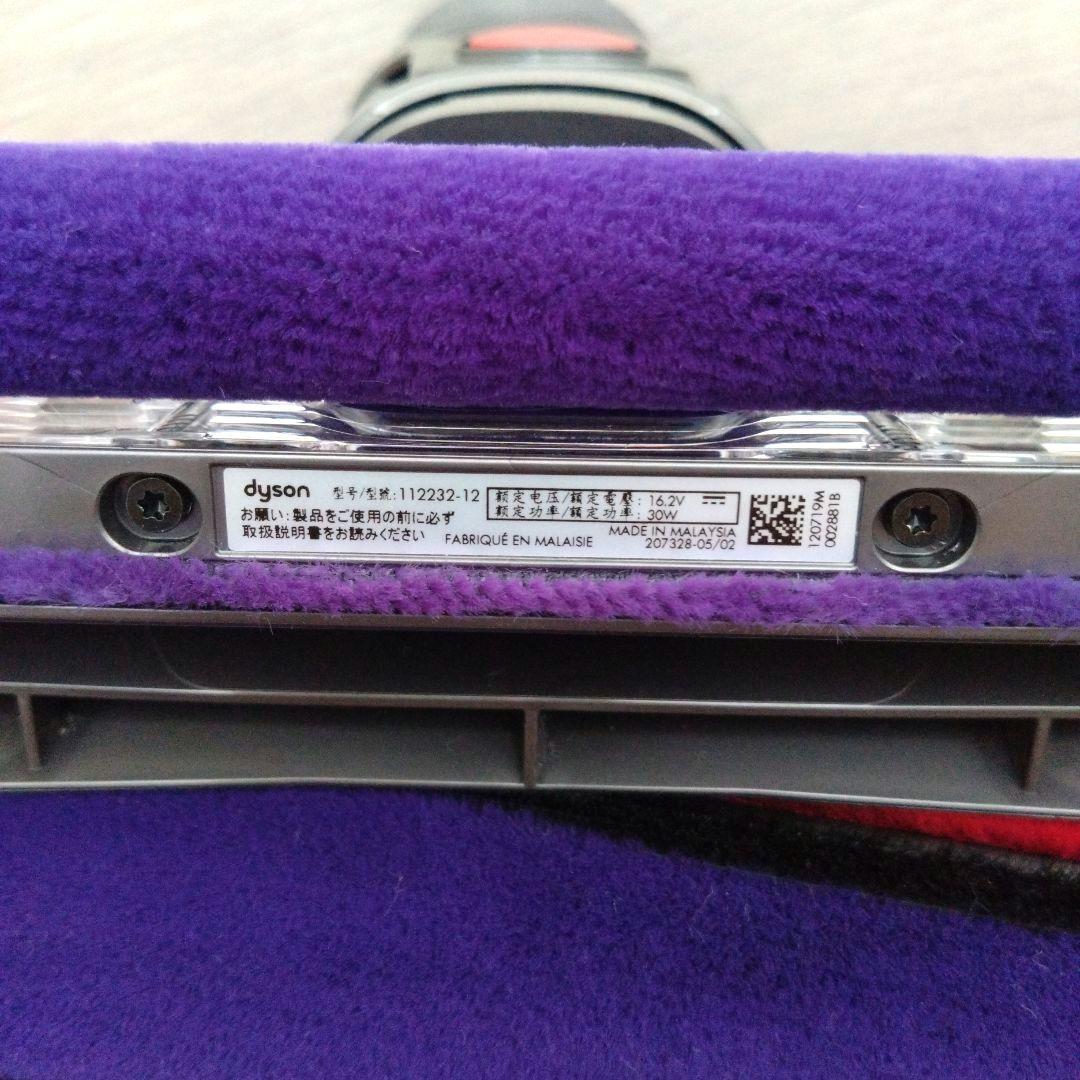 dyson 型号/型號:112232-12
お願い:製品をご使用の前に必ず
取扱説明書をお読みください
FABRIQUÉ EN MALAISIE
额定电压/額定電壓: 16.2V
额定功率/額定功率: 30W
MADE IN MALAYSIA
207328-05/02
120719M
002881B